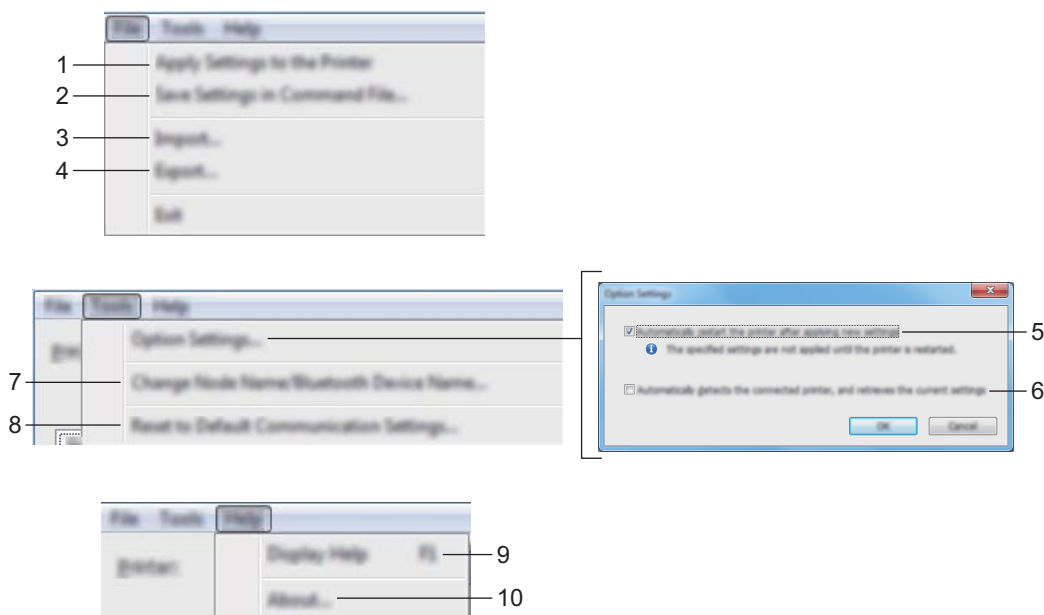 File Tools Help
1 Apply Settings to the Printer
2 Save Settings in Command File...
3 Import...
4 Export...
Exit
File Tools Help
Option Settings...
7 Change Node Name/Bluetooth Device Name...
8 Reset to Default Communication Settings...
Option Settings
Automatically restart the printer after applying new settings 5
The specified settings are not applied until the printer is restarted.
Automatically detects the connected printer, and retrieves the current settings 6
OK Cancel
File Tools Help
Printer:
Display Help F1 9
About... 10